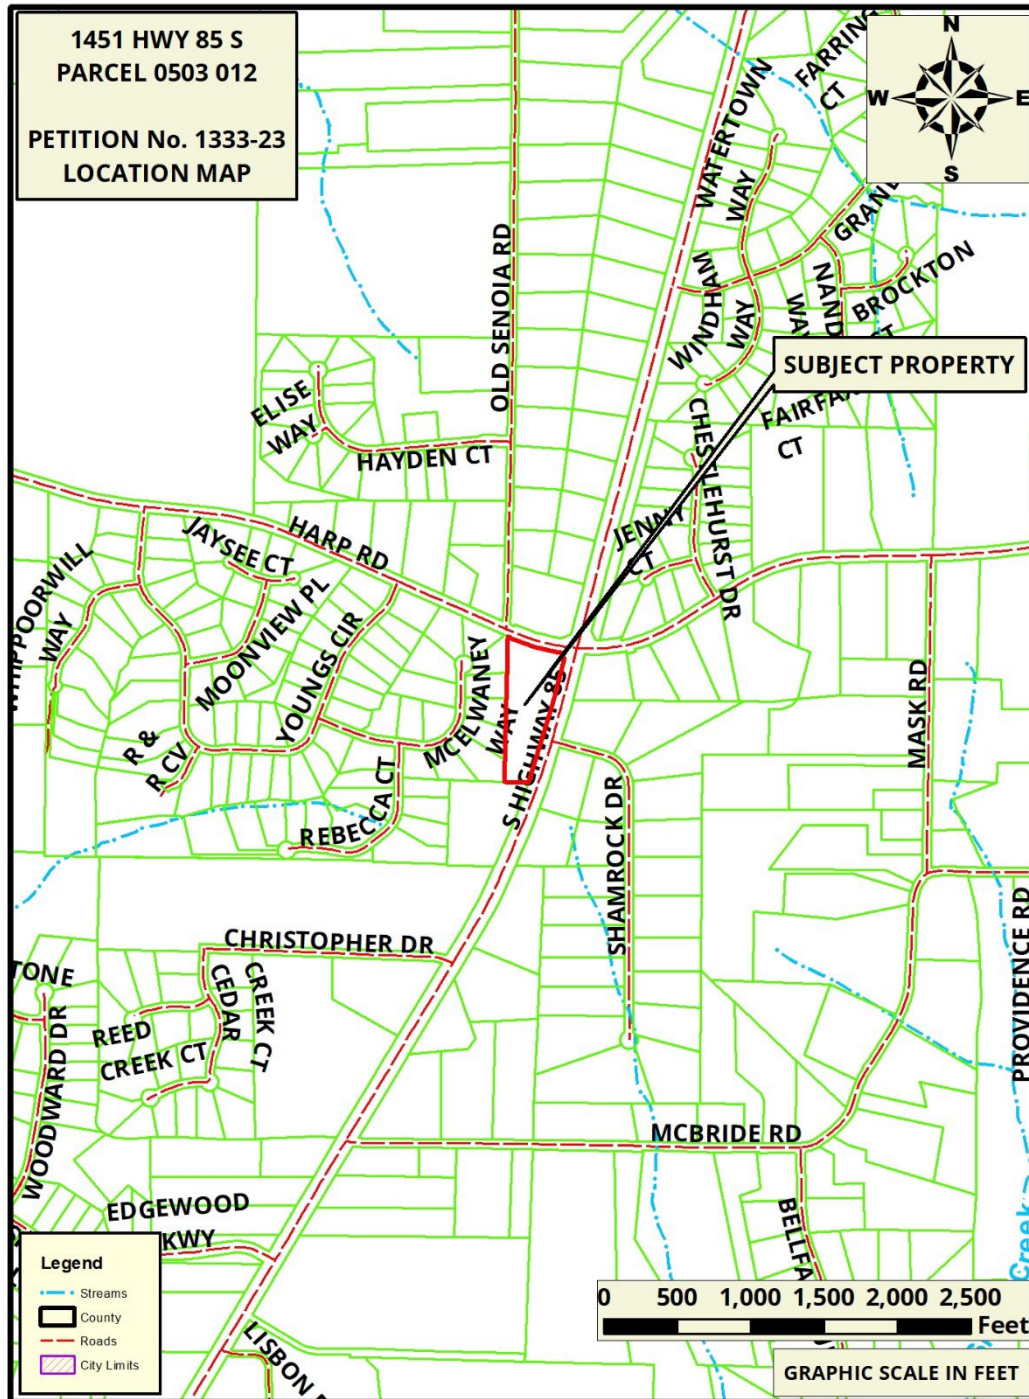 1451 HWY 85 S
PARCEL 0503 012
PETITION No. 1333-23
LOCATION MAP
N
W
E
S
FARRING
CT
WATERTOWN
WAY
GRAND
NAND
WAY
BROCKTON
CT
WINDHAM
WAY
OLD SENOIA RD
SUBJECT PROPERTY
FAIRFAX
CT
ELISE
WAY
HAYDEN CT
CHESTLEHURST DR
JENNY
CT
HARP RD
JAYSEE CT
WHIPPOORWILL
WAY
MOONVIEW PL
YOUNGS CIR
MCELWANEY
WAY
S HIGHWAY 85
R &
R CV
REBECCA CT
MASK RD
SHAMROCK DR
CHRISTOPHER DR
PROVIDENCE RD
TONE
WOODWARD DR
REED
CREEK CT
CEDAR
CREEK CT
MCBRIDE RD
EDGEWOOD
KWY
BELLFA
Creek
LISBON
Legend
Streams
County
Roads
City Limits
0 500 1,000 1,500 2,000 2,500
Feet
GRAPHIC SCALE IN FEET